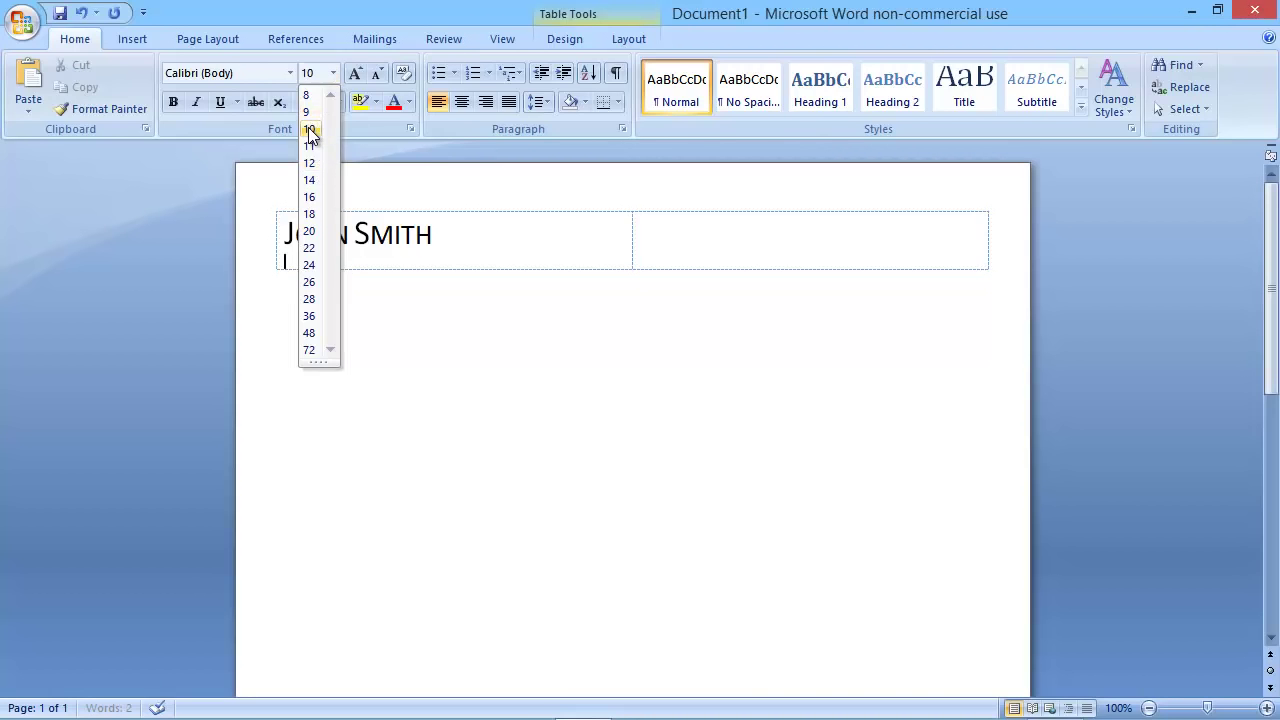 Table Tools
Document1 - Microsoft Word non-commercial use
Home Insert Page Layout References Mailings Review View Design Layout
Paste
Cut
Copy
Format Painter
Clipboard
Calibri (Body) 10
Font
Paragraph
AaBbCcDc AaBbCcDc AaBbCc AaBbCc AaB AaBbCc.
¶ Normal ¶ No Spaci... Heading 1 Heading 2 Title Subtitle
Change Styles
Styles
Find
Replace
Select
Editing
8
9
10
11
12
14
16
18
20
22
24
26
28
36
48
72
SMITH
Page: 1 of 1 Words: 2 100%